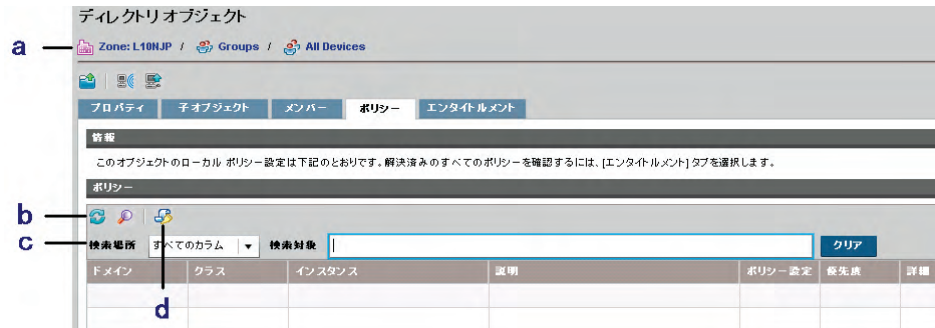 ディレクトリ オブジェクト
a
Zone: L10NJP / Groups / All Devices
プロパティ 子オブジェクト メンバー ポリシー エンタイトルメント
情報
このオブジェクトのローカル ポリシー設定は下記のとおりです。解決済みのすべてのポリシーを確認するには、[エンタイトルメント] タブを選択します。
ポリシー
b
c
検索場所 すべてのカラム 検索対象 クリア
ドメイン クラス インスタンス 説明 ポリシー設定 優先度 詳細
d